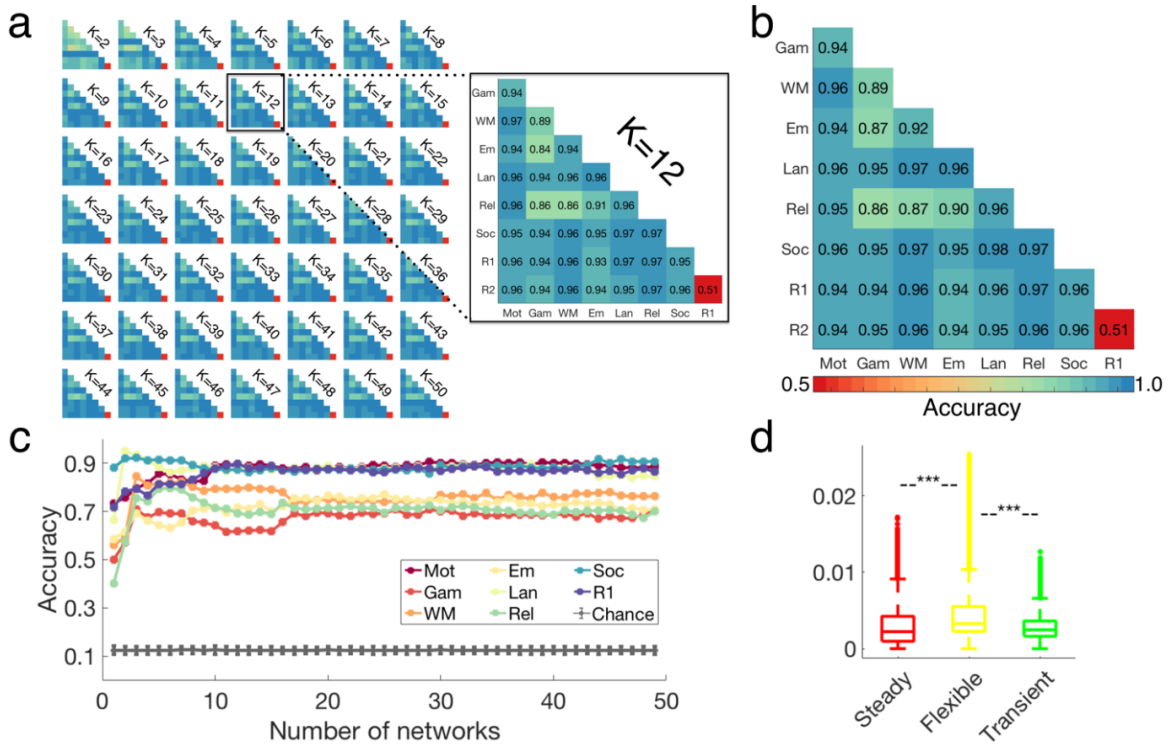 a
K=2 K=3 K=4 K=5 K=6 K=7 K=8
K=9 K=10 K=11 K=12 K=13 K=14 K=15
K=16 K=17 K=18 K=19 K=20 K=21 K=22
K=23 K=24 K=25 K=26 K=27 K=28 K=29
K=30 K=31 K=32 K=33 K=34 K=35 K=36
K=37 K=38 K=39 K=40 K=41 K=42 K=43
K=44 K=45 K=46 K=47 K=48 K=49 K=50
K=12
Gam 0.94
WM 0.97 0.89
Em 0.94 0.84 0.94
Lan 0.96 0.94 0.96 0.96
Rel 0.96 0.86 0.86 0.91 0.96
Soc 0.95 0.94 0.96 0.95 0.97 0.97
R1 0.96 0.94 0.96 0.93 0.97 0.97 0.95
R2 0.96 0.94 0.96 0.94 0.95 0.97 0.96 0.51
Mot Gam WM Em Lan Rel Soc R1
b
Gam 0.94
WM 0.96 0.89
Em 0.94 0.87 0.92
Lan 0.96 0.95 0.97 0.96
Rel 0.95 0.86 0.87 0.90 0.96
Soc 0.96 0.95 0.97 0.95 0.98 0.97
R1 0.94 0.94 0.96 0.94 0.96 0.97 0.96
R2 0.94 0.95 0.96 0.94 0.95 0.96 0.96 0.51
Mot Gam WM Em Lan Rel Soc R1
0.5 1.0
Accuracy
c
Accuracy
0.9
0.7
0.5
0.3
0.1
Mot Em Soc
Gam Lan R1
WM Rel Chance
0 10 20 30 40 50
Number of networks
d
0.02
0.01
0
***
***
Steady Flexible Transient